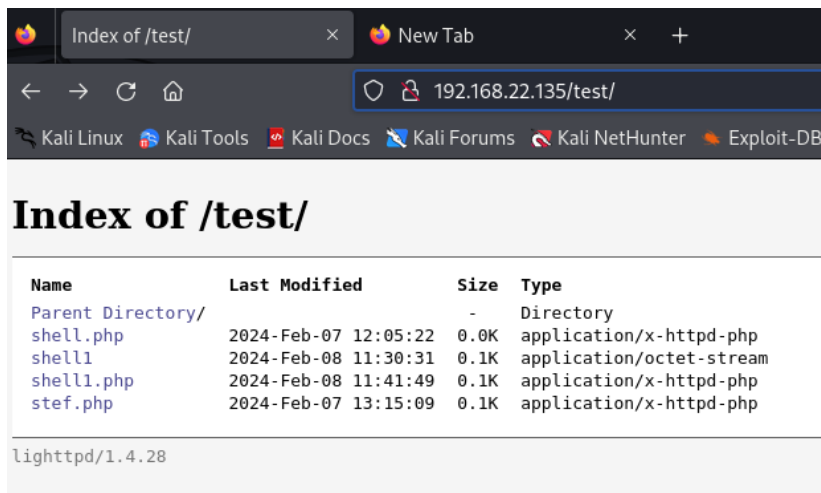 Index of /test/ × New Tab × +
192.168.22.135/test/
Kali Linux Kali Tools Kali Docs Kali Forums Kali NetHunter Exploit-DB
Index of /test/
Name Last Modified Size Type
Parent Directory/ - Directory
shell.php 2024-Feb-07 12:05:22 0.0K application/x-httpd-php
shell1 2024-Feb-08 11:30:31 0.1K application/octet-stream
shell1.php 2024-Feb-08 11:41:49 0.1K application/x-httpd-php
stef.php 2024-Feb-07 13:15:09 0.1K application/x-httpd-php
lighttpd/1.4.28